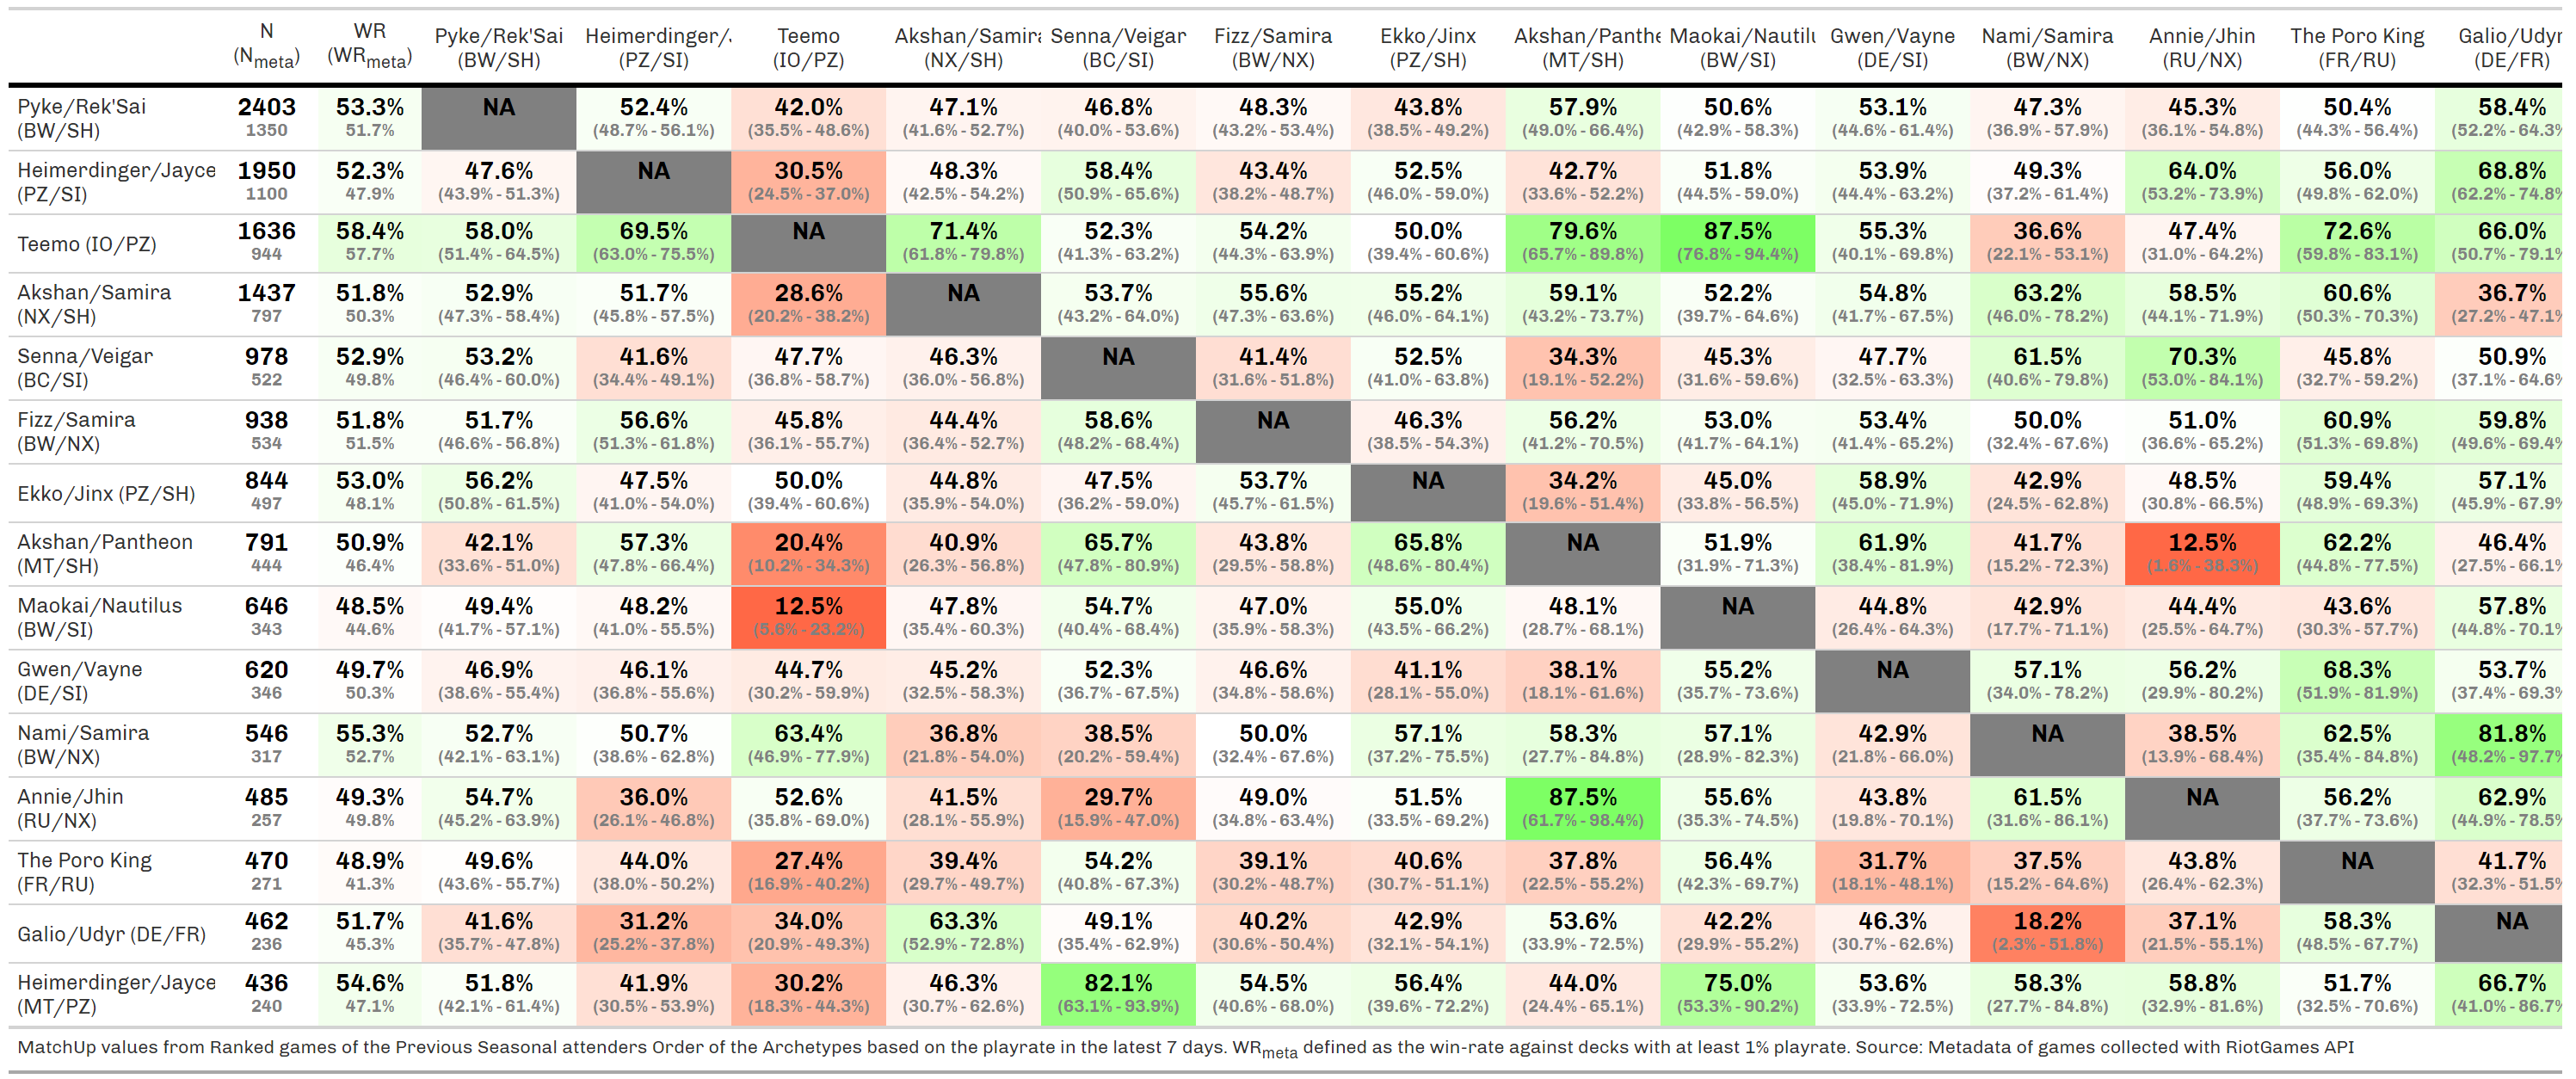 N WR Pyke/Rek'Sai Heimerdinger/J Teemo Akshan/Samira Senna/Veigar Fizz/Samira Ekko/Jinx Akshan/Panthe Maokai/Nautilu Gwen/Vayne Nami/Samira Annie/Jhin The Poro King Galio/Udyr
(Nmeta) (WRmeta) (BW/SH) (PZ/SI) (IO/PZ) (NX/SH) (BC/SI) (BW/NX) (PZ/SH) (MT/SH) (BW/SI) (DE/SI) (BW/NX) (RU/NX) (FR/RU) (DE/FR)
Pyke/Rek'Sai 2403 53.3% NA 52.4% 42.0% 47.1% 46.8% 48.3% 43.8% 57.9% 50.6% 53.1% 47.3% 45.3% 50.4% 58.4%
(BW/SH) 1350 51.7% (48.7% - 56.1%) (35.5% - 48.6%) (41.6% - 52.7%) (40.0% - 53.6%) (43.2% - 53.4%) (38.5% - 49.2%) (49.0% - 66.4%) (42.9% - 58.3%) (44.6% - 61.4%) (36.9% - 57.9%) (36.1% - 54.8%) (44.3% - 56.4%) (52.2% - 64.3%
Heimerdinger/Jayce 1950 52.3% 47.6% NA 30.5% 48.3% 58.4% 43.4% 52.5% 42.7% 51.8% 53.9% 49.3% 64.0% 56.0% 68.8%
(PZ/SI) 1100 47.9% (43.9% - 51.3%) (24.5% - 37.0%) (42.5% - 54.2%) (50.9% - 65.6%) (38.2% - 48.7%) (46.0% - 59.0%) (33.6% - 52.2%) (44.5% - 59.0%) (44.4% - 63.2%) (37.2% - 61.4%) (53.2% - 73.9%) (49.8% - 62.0%) (62.2% - 74.8%
Teemo (IO/PZ) 1636 58.4% 58.0% 69.5% NA 71.4% 52.3% 54.2% 50.0% 79.6% 87.5% 55.3% 36.6% 47.4% 72.6% 66.0%
944 57.7% (51.4% - 64.5%) (63.0% - 75.5%) (61.8% - 79.8%) (41.3% - 63.2%) (44.3% - 63.9%) (39.4% - 60.6%) (65.7% - 89.8%) (76.8% - 94.4%) (40.1% - 69.8%) (22.1% - 53.1%) (31.0% - 64.2%) (59.8% - 83.1%) (50.7% - 79.1%
Akshan/Samira 1437 51.8% 52.9% 51.7% 28.6% NA 53.7% 55.6% 55.2% 59.1% 52.2% 54.8% 63.2% 58.5% 60.6% 36.7%
(NX/SH) 797 50.3% (47.3% - 58.4%) (45.8% - 57.5%) (20.2% - 38.2%) (43.2% - 64.0%) (47.3% - 63.6%) (46.0% - 64.1%) (43.2% - 73.7%) (39.7% - 64.6%) (41.7% - 67.5%) (46.0% - 78.2%) (44.1% - 71.9%) (50.3% - 70.3%) (27.2% - 47.1%
Senna/Veigar 978 52.9% 53.2% 41.6% 47.7% 46.3% NA 41.4% 52.5% 34.3% 45.3% 47.7% 61.5% 70.3% 45.8% 50.9%
(BC/SI) 522 49.8% (46.4% - 60.0%) (34.4% - 49.1%) (36.8% - 58.7%) (36.0% - 56.8%) (31.6% - 51.8%) (41.0% - 63.8%) (19.1% - 52.2%) (31.6% - 59.6%) (32.5% - 63.3%) (40.6% - 79.8%) (53.0% - 84.1%) (32.7% - 59.2%) (37.1% - 64.6%
Fizz/Samira 938 51.8% 51.7% 56.6% 45.8% 44.4% 58.6% NA 46.3% 56.2% 53.0% 53.4% 50.0% 51.0% 60.9% 59.8%
(BW/NX) 534 51.5% (46.6% - 56.8%) (51.3% - 61.8%) (36.1% - 55.7%) (36.4% - 52.7%) (48.2% - 68.4%) (38.5% - 54.3%) (41.2% - 70.5%) (41.7% - 64.1%) (41.4% - 65.2%) (32.4% - 67.6%) (36.6% - 65.2%) (51.3% - 69.8%) (49.6% - 69.4%
Ekko/Jinx (PZ/SH) 844 53.0% 56.2% 47.5% 50.0% 44.8% 47.5% 53.7% NA 34.2% 45.0% 58.9% 42.9% 48.5% 59.4% 57.1%
497 48.1% (50.8% - 61.5%) (41.0% - 54.0%) (39.4% - 60.6%) (35.9% - 54.0%) (36.2% - 59.0%) (45.7% - 61.5%) (19.6% - 51.4%) (33.8% - 56.5%) (45.0% - 71.9%) (24.5% - 62.8%) (30.8% - 66.5%) (48.9% - 69.3%) (45.9% - 67.9%
Akshan/Pantheon 791 50.9% 42.1% 57.3% 20.4% 40.9% 65.7% 43.8% 65.8% NA 51.9% 61.9% 41.7% 12.5% 62.2% 46.4%
(MT/SH) 444 46.4% (33.6% - 51.0%) (47.8% - 66.4%) (10.2% - 34.3%) (26.3% - 56.8%) (47.8% - 80.9%) (29.5% - 58.8%) (48.6% - 80.4%) (31.9% - 71.3%) (38.4% - 81.9%) (15.2% - 72.3%) (1.6% - 38.3%) (44.8% - 77.5%) (27.5% - 66.1%
Maokai/Nautilus 646 48.5% 49.4% 48.2% 12.5% 47.8% 54.7% 47.0% 55.0% 48.1% NA 44.8% 42.9% 44.4% 43.6% 57.8%
(BW/SI) 343 44.6% (41.7% - 57.1%) (41.0% - 55.5%) (5.6% - 23.2%) (35.4% - 60.3%) (40.4% - 68.4%) (35.9% - 58.3%) (43.5% - 66.2%) (28.7% - 68.1%) (26.4% - 64.3%) (17.7% - 71.1%) (25.5% - 64.7%) (30.3% - 57.7%) (44.8% - 70.1%
Gwen/Vayne 620 49.7% 46.9% 46.1% 44.7% 45.2% 52.3% 46.6% 41.1% 38.1% 55.2% NA 57.1% 56.2% 68.3% 53.7%
(DE/SI) 346 50.3% (38.6% - 55.4%) (36.8% - 55.6%) (30.2% - 59.9%) (32.5% - 58.3%) (36.7% - 67.5%) (34.8% - 58.6%) (28.1% - 55.0%) (18.1% - 61.6%) (35.7% - 73.6%) (34.0% - 78.2%) (29.9% - 80.2%) (51.9% - 81.9%) (37.4% - 69.3%
Nami/Samira 546 55.3% 52.7% 50.7% 63.4% 36.8% 38.5% 50.0% 57.1% 58.3% 57.1% 42.9% NA 38.5% 62.5% 81.8%
(BW/NX) 317 52.7% (42.1% - 63.1%) (38.6% - 62.8%) (46.9% - 77.9%) (21.8% - 54.0%) (20.2% - 59.4%) (32.4% - 67.6%) (37.2% - 75.5%) (27.7% - 84.8%) (28.9% - 82.3%) (21.8% - 66.0%) (13.9% - 68.4%) (35.4% - 84.8%) (48.2% - 97.7%
Annie/Jhin 485 49.3% 54.7% 36.0% 52.6% 41.5% 29.7% 49.0% 51.5% 87.5% 55.6% 43.8% 61.5% NA 56.2% 62.9%
(RU/NX) 257 49.8% (45.2% - 63.9%) (26.1% - 46.8%) (35.8% - 69.0%) (28.1% - 55.9%) (15.9% - 47.0%) (34.8% - 63.4%) (33.5% - 69.2%) (61.7% - 98.4%) (35.3% - 74.5%) (19.8% - 70.1%) (31.6% - 86.1%) (37.7% - 73.6%) (44.9% - 78.5%
The Poro King 470 48.9% 49.6% 44.0% 27.4% 39.4% 54.2% 39.1% 40.6% 37.8% 56.4% 31.7% 37.5% 43.8% NA 41.7%
(FR/RU) 271 41.3% (43.6% - 55.7%) (38.0% - 50.2%) (16.9% - 40.2%) (29.7% - 49.7%) (40.8% - 67.3%) (30.2% - 48.7%) (30.7% - 51.1%) (22.5% - 55.2%) (42.3% - 69.7%) (18.1% - 48.1%) (15.2% - 64.6%) (26.4% - 62.3%) (32.3% - 51.5%
Galio/Udyr (DE/FR) 462 51.7% 41.6% 31.2% 34.0% 63.3% 49.1% 40.2% 42.9% 53.6% 42.2% 46.3% 18.2% 37.1% 58.3% NA
236 45.3% (35.7% - 47.8%) (25.2% - 37.8%) (20.9% - 49.3%) (52.9% - 72.8%) (35.4% - 62.9%) (30.6% - 50.4%) (32.1% - 54.1%) (33.9% - 72.5%) (29.9% - 55.2%) (30.7% - 62.6%) (2.3% - 51.8%) (21.5% - 55.1%) (48.5% - 67.7%)
Heimerdinger/Jayce 436 54.6% 51.8% 41.9% 30.2% 46.3% 82.1% 54.5% 56.4% 44.0% 75.0% 53.6% 58.3% 58.8% 51.7% 66.7%
(MT/PZ) 240 47.1% (42.1% - 61.4%) (30.5% - 53.9%) (18.3% - 44.3%) (30.7% - 62.6%) (63.1% - 93.9%) (40.6% - 68.0%) (39.6% - 72.2%) (24.4% - 65.1%) (53.3% - 90.2%) (33.9% - 72.5%) (27.7% - 84.8%) (32.9% - 81.6%) (32.5% - 70.6%) (41.0% - 86.7%
MatchUp values from Ranked games of the Previous Seasonal attenders Order of the Archetypes based on the playrate in the latest 7 days. WRmeta defined as the win-rate against decks with at least 1% playrate. Source: Metadata of games collected with RiotGames API